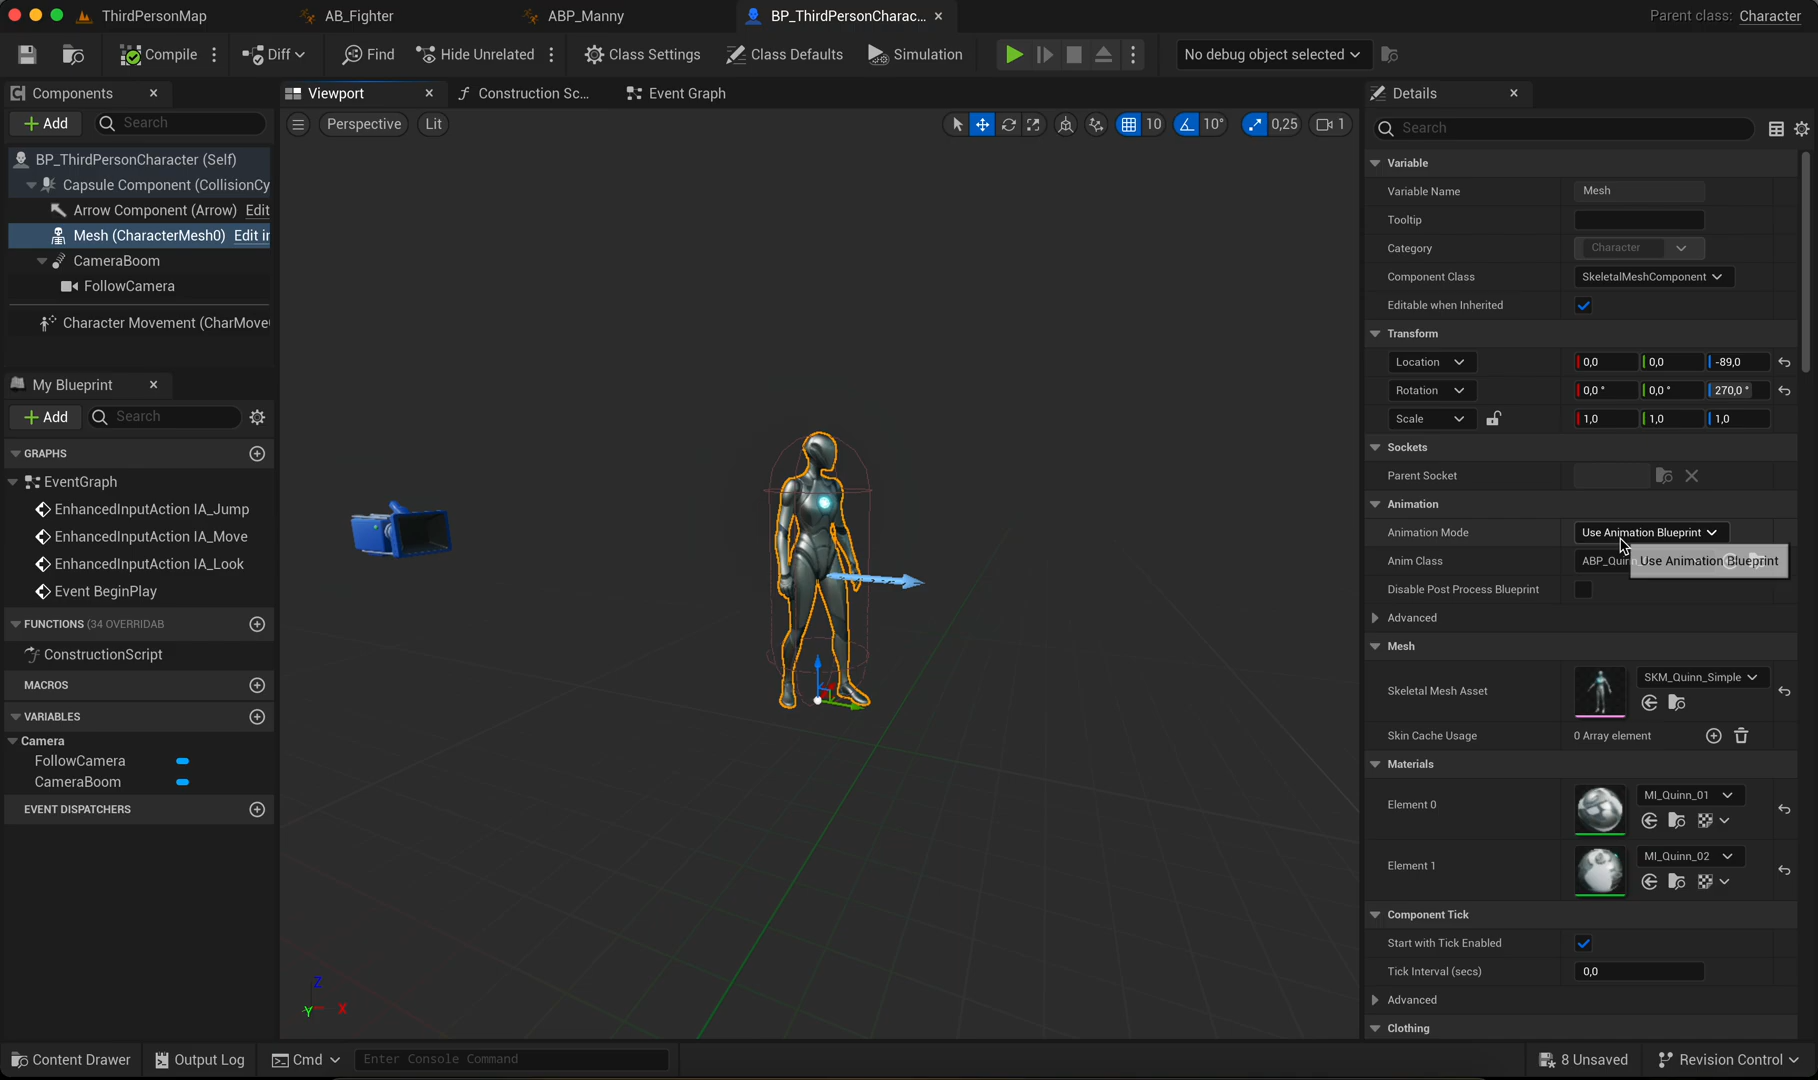 ThirdPersonMap
AB_Fighter
ABP_Manny
BP_ThirdPersonCharac...
Parent class: Character
Compile
Diff
Find
Hide Unrelated
Class Settings
Class Defaults
Simulation
No debug object selected
Components
Add
Search
BP_ThirdPersonCharacter (Self)
Capsule Component (CollisionCy
Arrow Component (Arrow) Edit
Mesh (CharacterMesh0) Edit in
CameraBoom
FollowCamera
Character Movement (CharMove
My Blueprint
Add
Search
GRAPHS
EventGraph
EnhancedInputAction IA_Jump
EnhancedInputAction IA_Move
EnhancedInputAction IA_Look
Event BeginPlay
FUNCTIONS (34 OVERRIDAB
ConstructionScript
MACROS
VARIABLES
Camera
FollowCamera
CameraBoom
EVENT DISPATCHERS
Viewport
Construction Sc...
Event Graph
Perspective
Lit
10
10°
0,25
1
Z
Y
X
Details
Search
Variable
Variable Name
Mesh
Tooltip
Category
Character
Component Class
SkeletalMeshComponent
Editable when Inherited
Transform
Location
0,0
0,0
-89,0
Rotation
0,0 °
0,0 °
270,0 °
Scale
1,0
1,0
1,0
Sockets
Parent Socket
Animation
Animation Mode
Use Animation Blueprint
Anim Class
ABP_Quin
Use Animation Blueprint
Disable Post Process Blueprint
Advanced
Mesh
Skeletal Mesh Asset
SKM_Quinn_Simple
Skin Cache Usage
0 Array element
Materials
Element 0
MI_Quinn_01
Element 1
MI_Quinn_02
Component Tick
Start with Tick Enabled
Tick Interval (secs)
0,0
Advanced
Clothing
Content Drawer
Output Log
Cmd
Enter Console Command
8 Unsaved
Revision Control